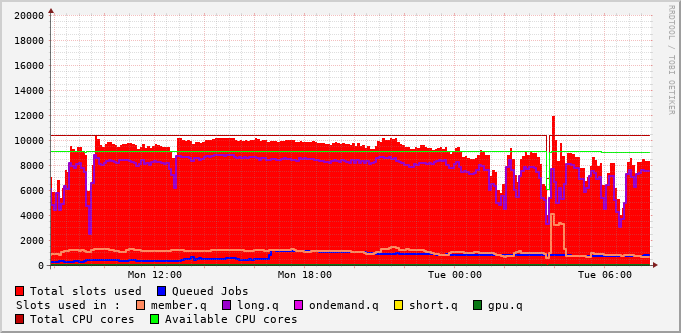 20000
18000
16000
14000
12000
10000
8000
6000
4000
2000
0
Mon 12:00 Mon 18:00 Tue 00:00 Tue 06:00
RRDTOOL / TOBI OETIKER
Total slots used Queued Jobs
Slots used in : member.q long.q ondemand.q short.q gpu.q
Total CPU cores Available CPU cores